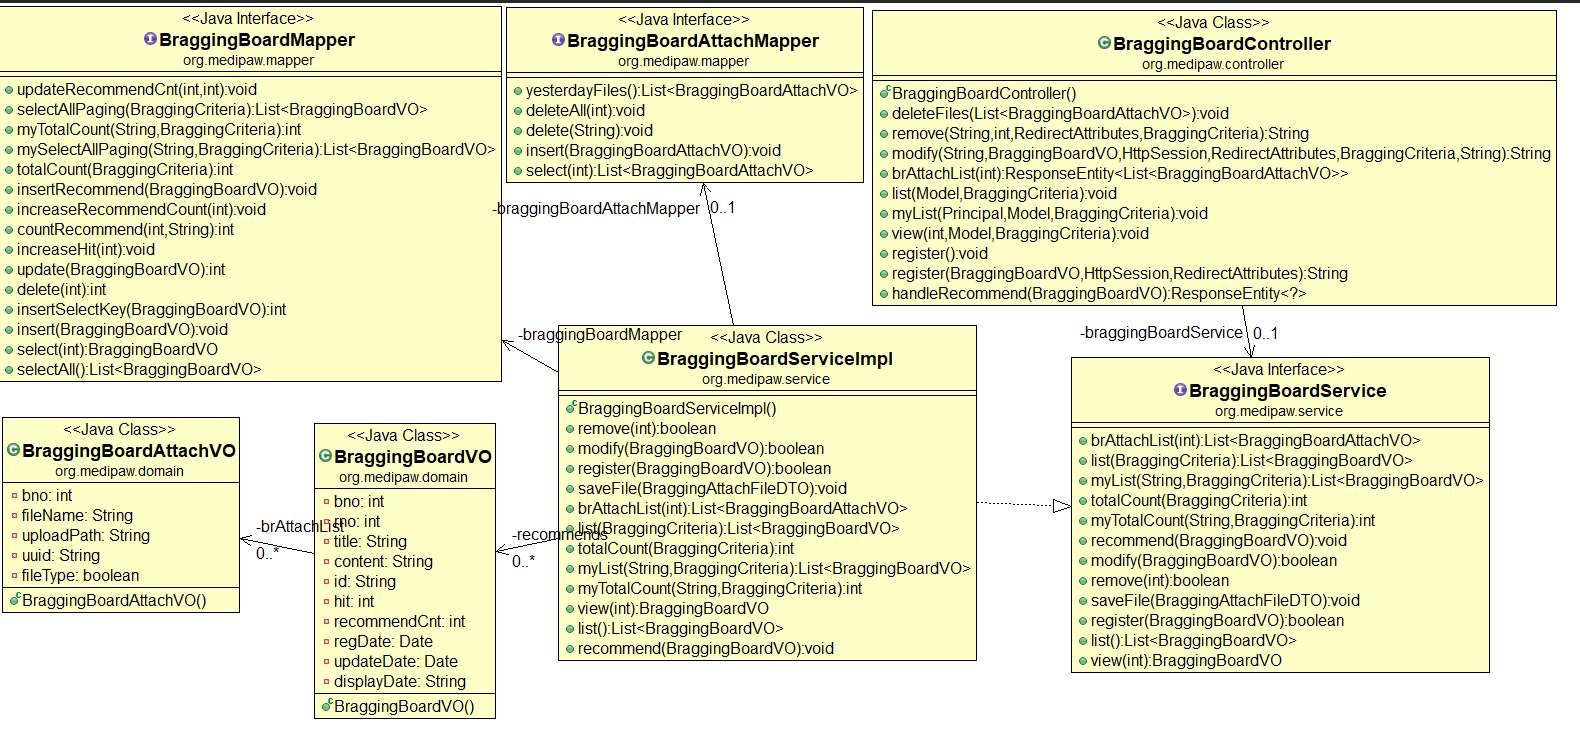 <<Java Interface>>
BraggingBoardMapper
org.medipaw.mapper
updateRecommendCnt(int,int):void
selectAllPaging(BraggingCriteria):List<BraggingBoardVO>
myTotalCount(String,BraggingCriteria):int
mySelectAllPaging(String,BraggingCriteria):List<BraggingBoardVO>
totalCount(BraggingCriteria):int
insertRecommend(BraggingBoardVO):void
increaseRecommendCount(int):void
countRecommend(int,String):int
increaseHit(int):void
update(BraggingBoardVO):int
delete(int):int
insertSelectKey(BraggingBoardVO):int
insert(BraggingBoardVO):void
select(int):BraggingBoardVO
selectAll():List<BraggingBoardVO>
<<Java Interface>>
BraggingBoardAttachMapper
org.medipaw.mapper
yesterdayFiles():List<BraggingBoardAttachVO>
deleteAll(int):void
delete(String):void
insert(BraggingBoardAttachVO):void
select(int):List<BraggingBoardAttachVO>
<<Java Class>>
BraggingBoardController
org.medipaw.controller
BraggingBoardController()
deleteFiles(List<BraggingBoardAttachVO>):void
remove(String,int,RedirectAttributes,BraggingCriteria):String
modify(String,BraggingBoardVO,HttpSession,RedirectAttributes,BraggingCriteria,String):String
brAttachList(int):ResponseEntity<List<BraggingBoardAttachVO>>
list(Model,BraggingCriteria):void
myList(Principal,Model,BraggingCriteria):void
view(int,Model,BraggingCriteria):void
register():void
register(BraggingBoardVO,HttpSession,RedirectAttributes):String
handleRecommend(BraggingBoardVO):ResponseEntity<?>
-braggingBoardAttachMapper 0..1
-braggingBoardMapper
-braggingBoardService 0..1
<<Java Class>>
BraggingBoardServiceImpl
org.medipaw.service
BraggingBoardServiceImpl()
remove(int):boolean
modify(BraggingBoardVO):boolean
register(BraggingBoardVO):boolean
saveFile(BraggingAttachFileDTO):void
brAttachList(int):List<BraggingBoardAttachVO>
list(BraggingCriteria):List<BraggingBoardVO>
totalCount(BraggingCriteria):int
myList(String,BraggingCriteria):List<BraggingBoardVO>
myTotalCount(String,BraggingCriteria):int
view(int):BraggingBoardVO
list():List<BraggingBoardVO>
recommend(BraggingBoardVO):void
<<Java Interface>>
BraggingBoardService
org.medipaw.service
brAttachList(int):List<BraggingBoardAttachVO>
list(BraggingCriteria):List<BraggingBoardVO>
myList(String,BraggingCriteria):List<BraggingBoardVO>
totalCount(BraggingCriteria):int
myTotalCount(String,BraggingCriteria):int
recommend(BraggingBoardVO):void
modify(BraggingBoardVO):boolean
remove(int):boolean
saveFile(BraggingAttachFileDTO):void
register(BraggingBoardVO):boolean
list():List<BraggingBoardVO>
view(int):BraggingBoardVO
<<Java Class>>
BraggingBoardAttachVO
org.medipaw.domain
bno: int
fileName: String
uploadPath: String
uuid: String
fileType: boolean
BraggingBoardAttachVO()
-brAttachList
0..*
<<Java Class>>
BraggingBoardVO
org.medipaw.domain
bno: int
rno: int
title: String
content: String
id: String
hit: int
recommendCnt: int
regDate: Date
updateDate: Date
displayDate: String
BraggingBoardVO()
-recommends
0..*